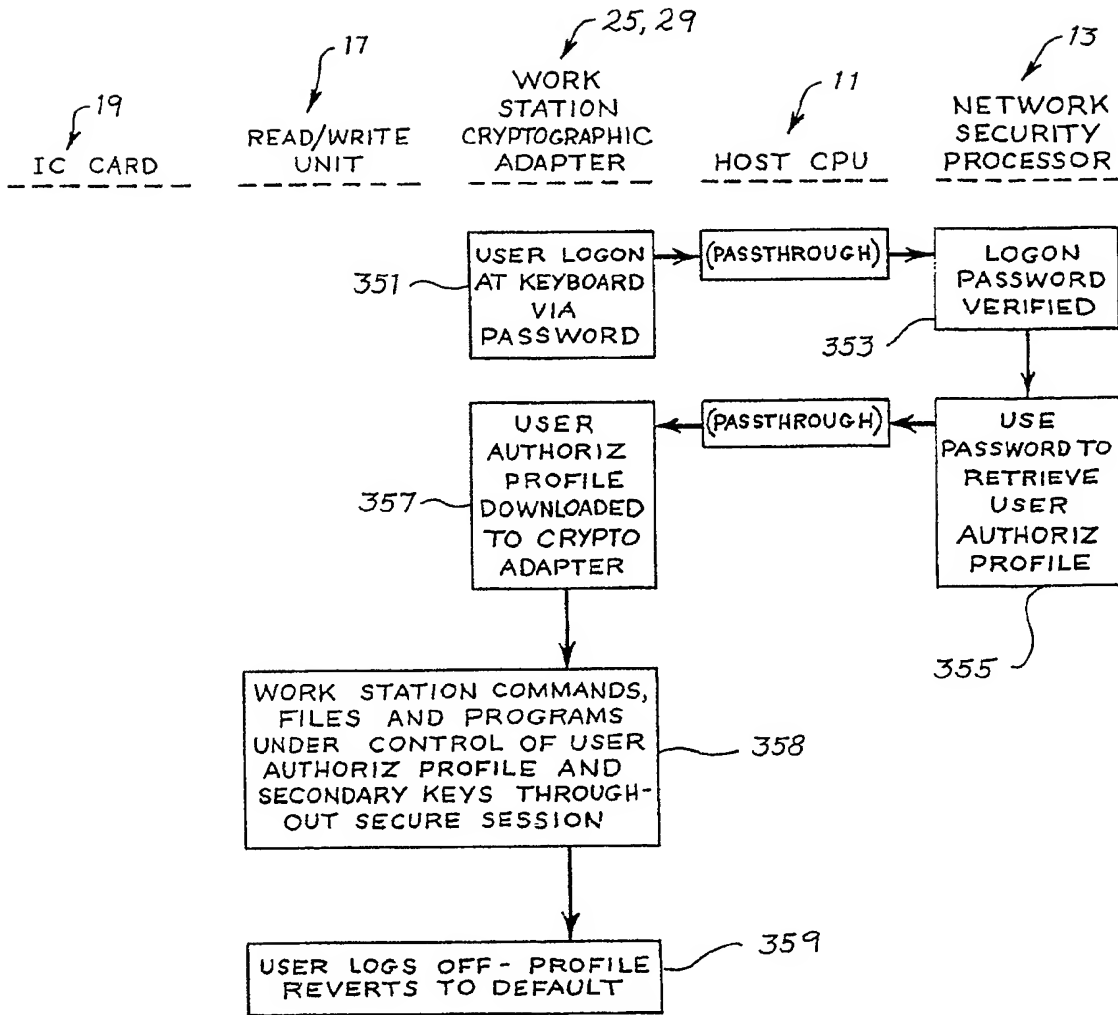 25, 29
17
13
19
11
WORK
STATION
CRYPTOGRAPHIC
ADAPTER
NETWORK
SECURITY
PROCESSOR
READ/WRITE
UNIT
IC CARD
HOST CPU
USER LOGON
AT KEYBOARD
VIA
PASSWORD
351
(PASSTHROUGH)
LOGON
PASSWORD
VERIFIED
353
USE
PASSWORD TO
RETRIEVE
USER
AUTHORIZ
PROFILE
355
(PASSTHROUGH)
USER
AUTHORIZ
PROFILE
DOWNLOADED
TO CRYPTO
ADAPTER
357
WORK STATION COMMANDS,
FILES AND PROGRAMS
UNDER CONTROL OF USER
AUTHORIZ PROFILE AND
SECONDARY KEYS THROUGH-
OUT SECURE SESSION
358
USER LOGS OFF - PROFILE
REVERTS TO DEFAULT
359